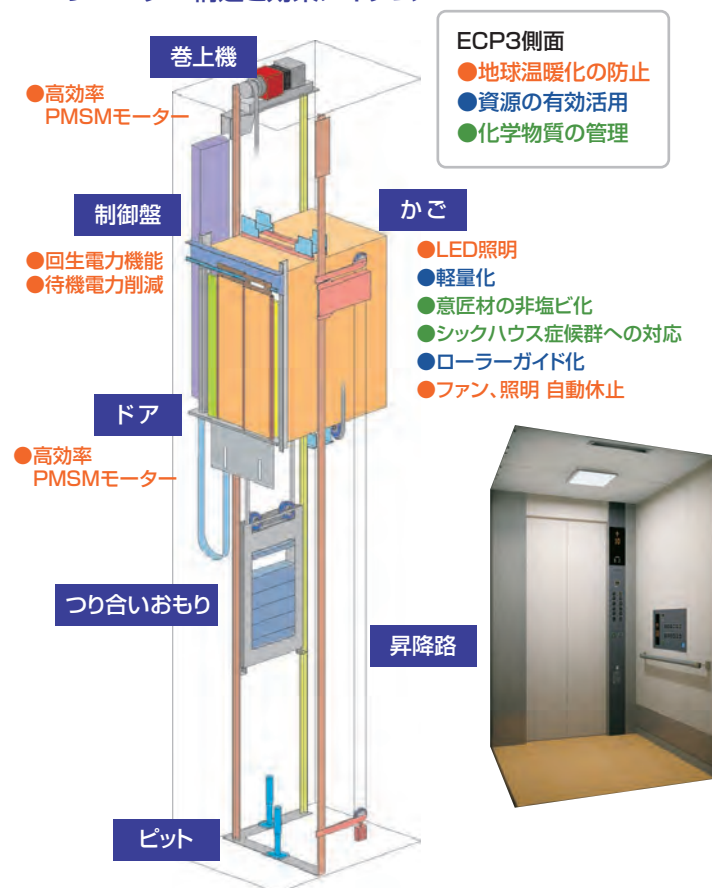 巻上機
●高効率
PMSMモーター
ECP3側面
●地球温暖化の防止
●資源の有効活用
●化学物質の管理
制御盤
●回生電力機能
●待機電力削減
かご
●LED照明
●軽量化
●意匠材の非塩ビ化
●シックハウス症候群への対応
●ローラーガイド化
●ファン、照明 自動休止
ドア
●高効率
PMSMモーター
つり合いおもり
昇降路
ピット